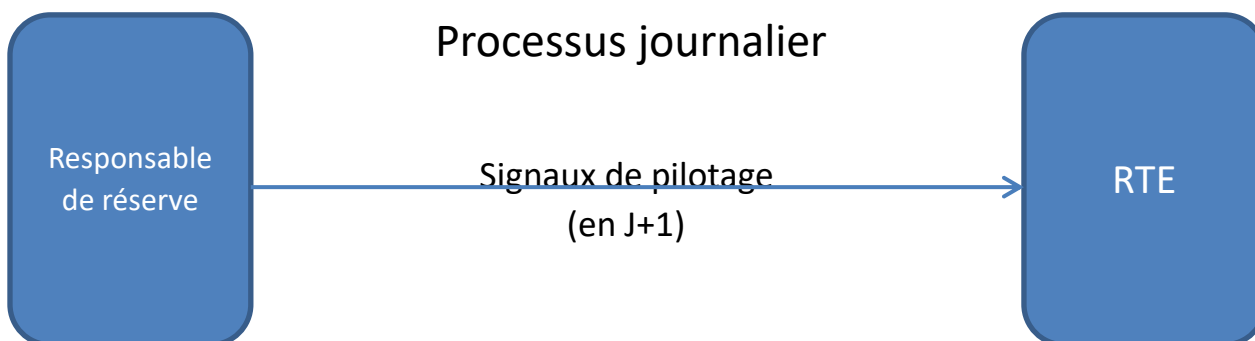 Processus journalier
Responsable
de réserve
Signaux de pilotage
(en J+1)
RTE